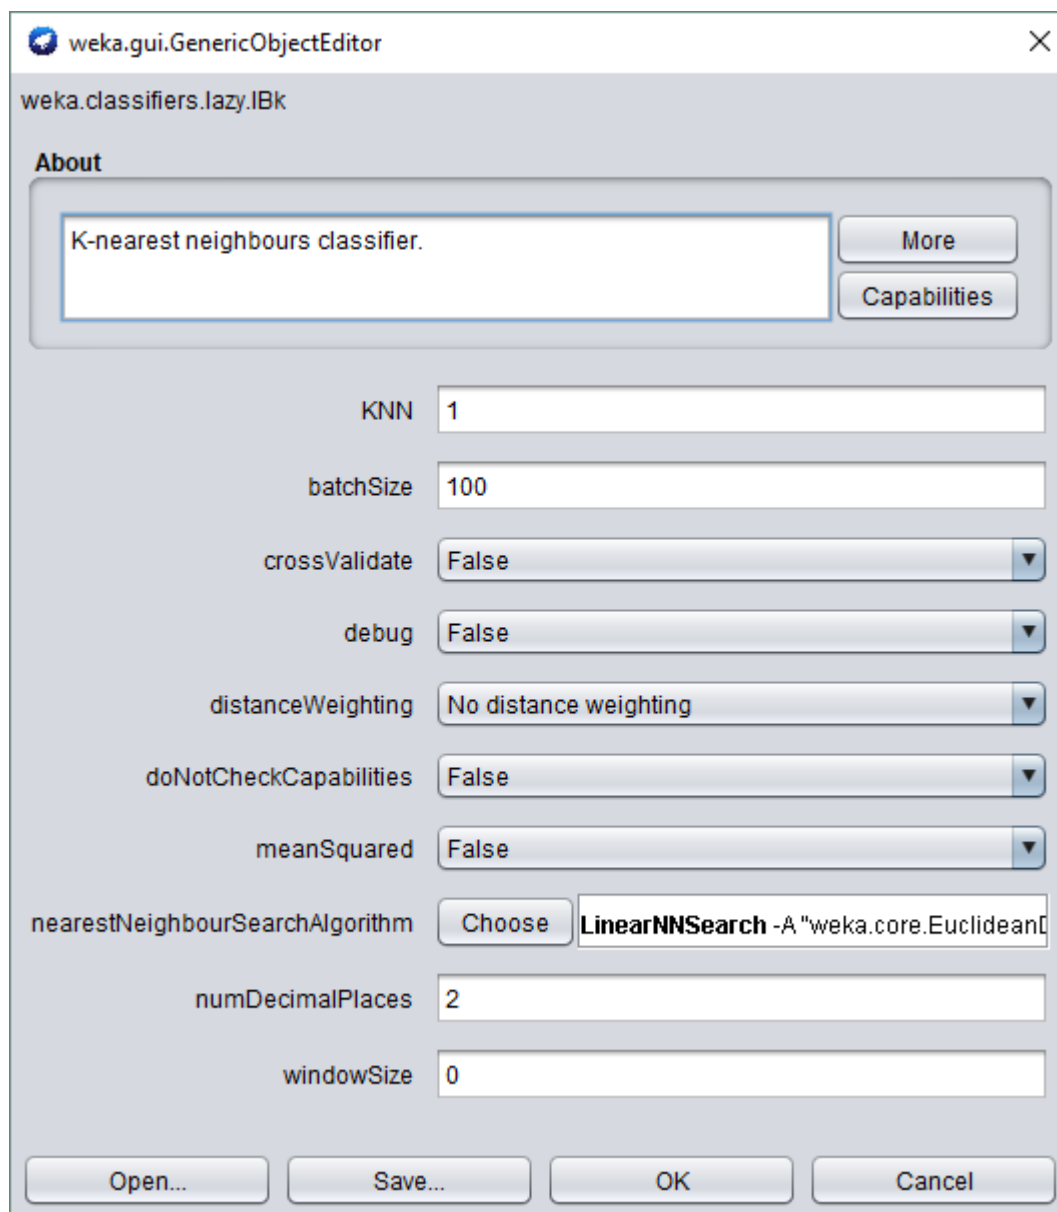 weka.gui.GenericObjectEditor
weka.classifiers.lazy.IBk
About
K-nearest neighbours classifier.
More
Capabilities
KNN 1
batchSize 100
crossValidate False
debug False
distanceWeighting No distance weighting
doNotCheckCapabilities False
meanSquared False
nearestNeighbourSearchAlgorithm Choose LinearNNSearch -A "weka.core.Euclidean
numDecimalPlaces 2
windowSize 0
Open... Save... OK Cancel